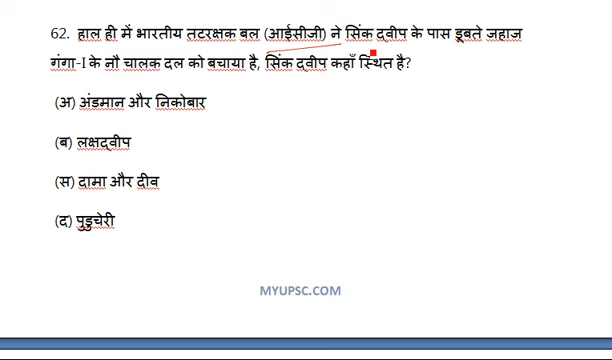 62. हाल ही में भारतीय तटरक्षक बल (आईसीजी) ने सिंक द्वीप के पास डूबते जहाज
गंगा-I के नौ चालक दल को बचाया है, सिंक द्वीप कहाँ स्थित है?
(अ) अंडमान और निकोबार
(ब) लक्षद्वीप
(स) दामा और दीव
(द) पुडुचेरी
MYUPSC.COM